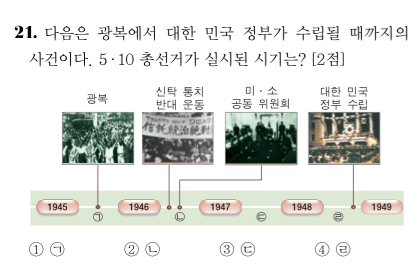 21. 다음은 광복에서 대한 민국 정부가 수립될 때까지의
사건이다. 5·10 총선거가 실시된 시기는? [2점]
광복
신탁 통치
반대 운동
미·소
공동 위원회
대한 민국
정부 수립
1945 1946 1947 1948 1949
㉠ ㉡ ㉢ ㉣
① ㉠ ② ㉡ ③ ㉢ ④ ㉣